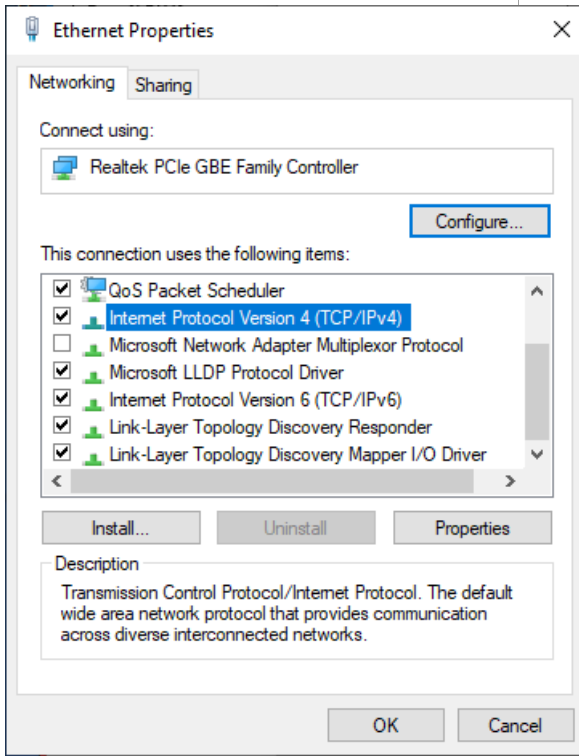 Ethernet Properties
Networking
Sharing
Connect using:
Realtek PCIe GBE Family Controller
Configure...
This connection uses the following items:
QoS Packet Scheduler
Internet Protocol Version 4 (TCP/IPv4)
Microsoft Network Adapter Multiplexor Protocol
Microsoft LLDP Protocol Driver
Internet Protocol Version 6 (TCP/IPv6)
Link-Layer Topology Discovery Responder
Link-Layer Topology Discovery Mapper I/O Driver
Install...
Uninstall
Properties
Description
Transmission Control Protocol/Internet Protocol. The default
wide area network protocol that provides communication
across diverse interconnected networks.
OK
Cancel